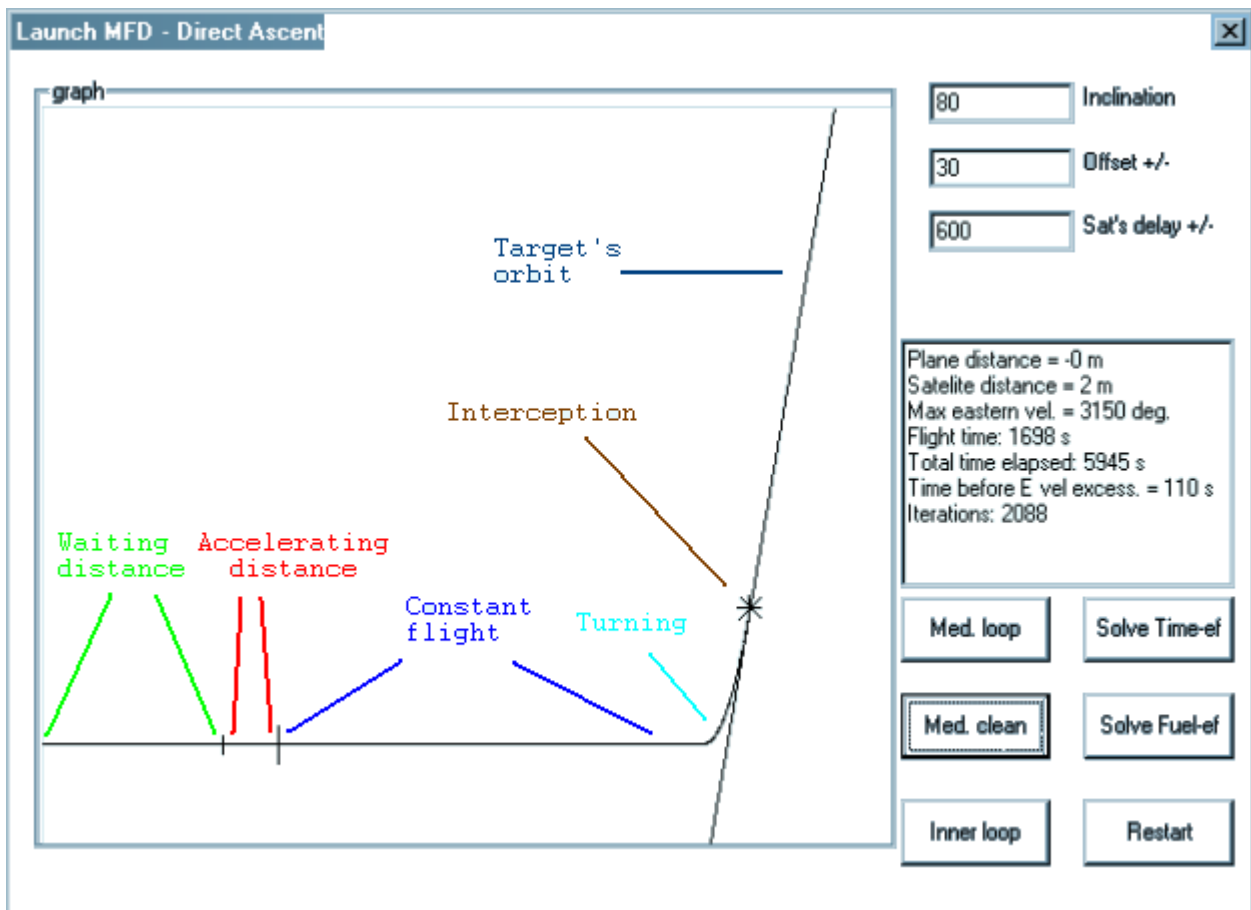 Launch MFD - Direct Ascent
graph
80 Inclination
30 Offset +/-
600 Sat's delay +/-
Target's
orbit
Interception
Waiting
distance
Accelerating
distance
Constant
flight
Turning
Plane distance = -0 m
Satelite distance = 2 m
Max eastern vel. = 3150 deg.
Flight time: 1698 s
Total time elapsed: 5945 s
Time before E vel excess. = 110 s
Iterations: 2088
Med. loop
Solve Time-ef
Med. clean
Solve Fuel-ef
Inner loop
Restart